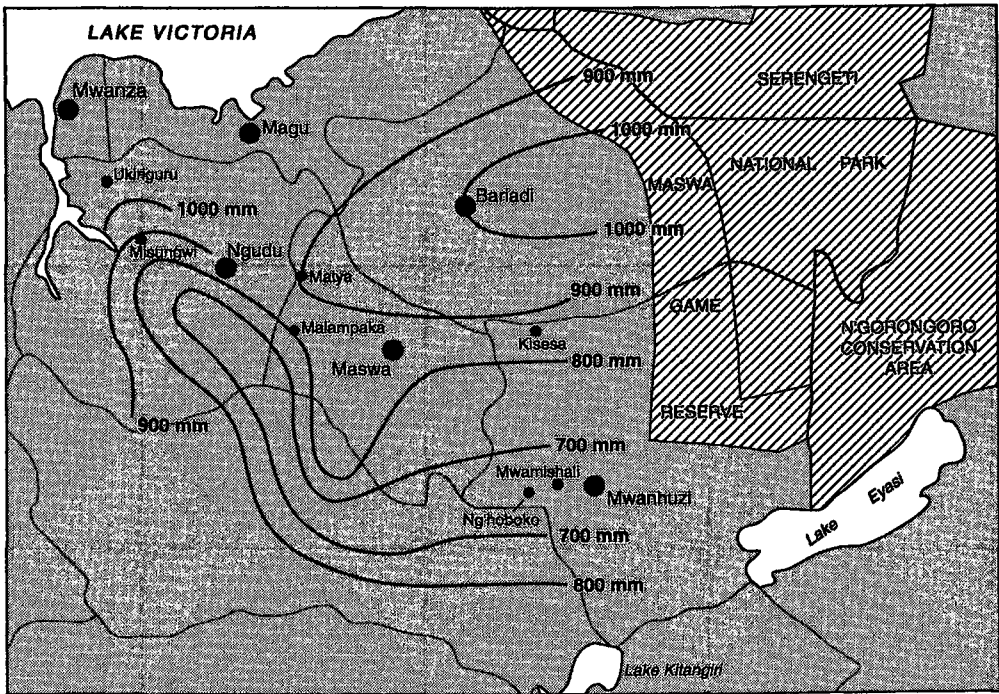 LAKE VICTORIA
Mwanza
Magu
900 mm
SERENGETI
1000 mm
NATIONAL PARK
Ukiriguru
MASWA
Bariadi
1000 mm
1000 mm
Misungwi
Ngudu
Malya
900 mm
GAME
Malampaka
Kisesa
N'GORONGORO
CONSERVATION
AREA
Maswa
800 mm
RESERVE
900 mm
700 mm
Mwamishali
Mwanhuzi
Ng'hoboko
Lake Eyasi
700 mm
800 mm
Lake Kitangiri